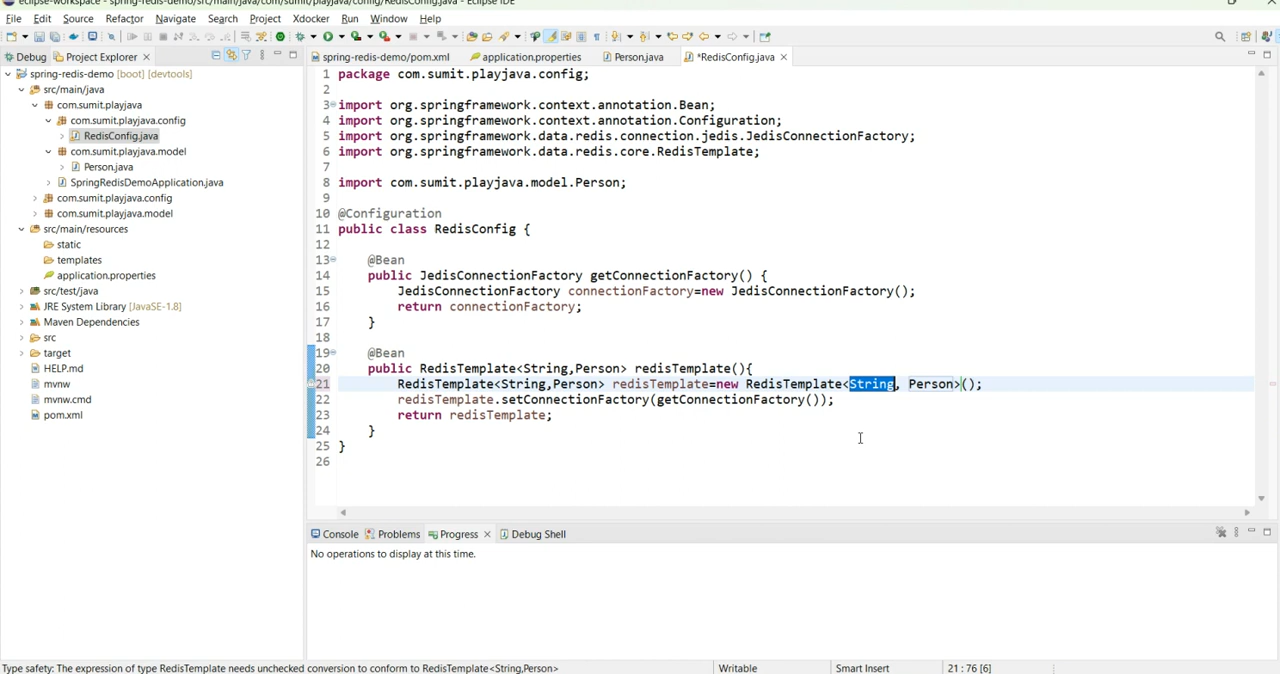 eclipse-workspace - spring-redis-demo/src/main/java/com/sumit/playjava/config/RedisConfig.java - Eclipse IDE
File Edit Source Refactor Navigate Search Project Xdocker Run Window Help
Debug Project Explorer
spring-redis-demo [boot] [devtools]
src/main/java
com.sumit.playjava
com.sumit.playjava.config
RedisConfig.java
com.sumit.playjava.model
Person.java
SpringRedisDemoApplication.java
com.sumit.playjava.config
com.sumit.playjava.model
src/main/resources
static
templates
application.properties
src/test/java
JRE System Library [JavaSE-1.8]
Maven Dependencies
src
target
HELP.md
mvnw
mvnw.cmd
pom.xml
spring-redis-demo/pom.xml application.properties Person.java *RedisConfig.java
1 package com.sumit.playjava.config;
2
3 import org.springframework.context.annotation.Bean;
4 import org.springframework.context.annotation.Configuration;
5 import org.springframework.data.redis.connection.jedis.JedisConnectionFactory;
6 import org.springframework.data.redis.core.RedisTemplate;
7
8 import com.sumit.playjava.model.Person;
9
10 @Configuration
11 public class RedisConfig {
12
13 @Bean
14 public JedisConnectionFactory getConnectionFactory() {
15 JedisConnectionFactory connectionFactory=new JedisConnectionFactory();
16 return connectionFactory;
17 }
18
19 @Bean
20 public RedisTemplate<String,Person> redisTemplate(){
21 RedisTemplate<String,Person> redisTemplate=new RedisTemplate<String, Person>();
22 redisTemplate.setConnectionFactory(getConnectionFactory());
23 return redisTemplate;
24 }
25 }
26
Console Problems Progress Debug Shell
No operations to display at this time.
Type safety: The expression of type RedisTemplate needs unchecked conversion to conform to RedisTemplate<String,Person> Writable Smart Insert 21 : 76 [6]